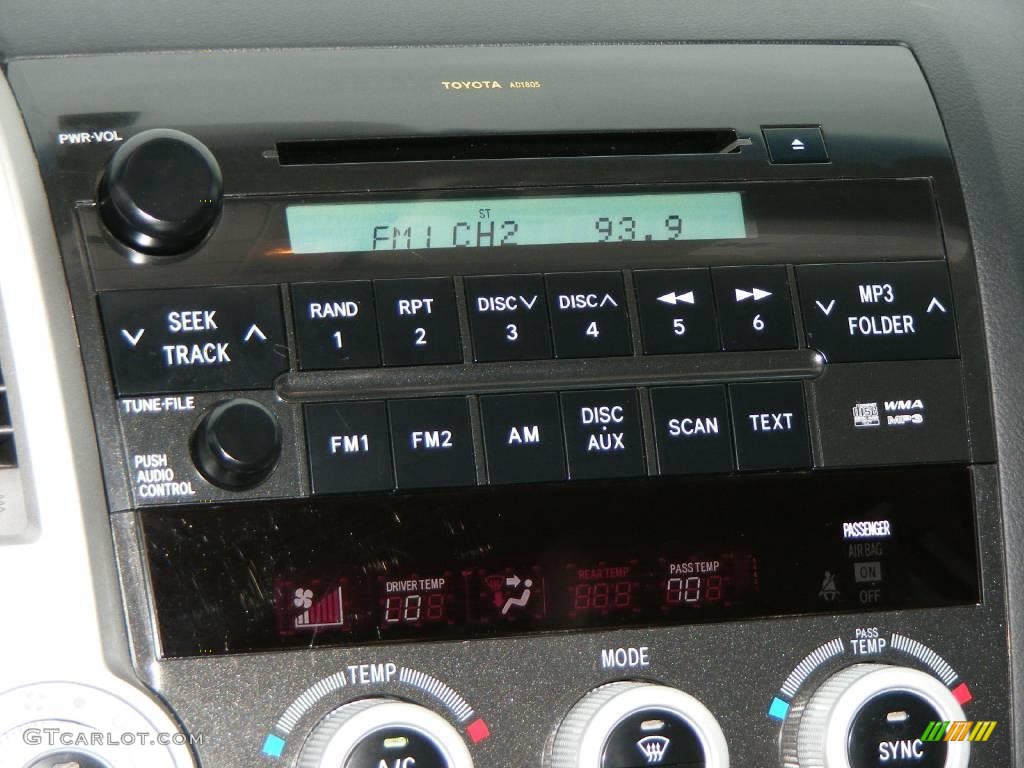 TOYOTA AD1805
PWR·VOL
ST
FM1 CH2 93.9
SEEK
TRACK
RAND
1
RPT
2
DISC
3
DISC
4
5
6
MP3
FOLDER
TUNE·FILE
PUSH
AUDIO
CONTROL
FM1
FM2
AM
DISC
·
AUX
SCAN
TEXT
WMA
MP3
PASSENGER
AIR BAG
ON
OFF
DRIVER TEMP
LO
REAR TEMP
PASS TEMP
TEMP
MODE
PASS
TEMP
A/C
SYNC
GTCARLOT.COM